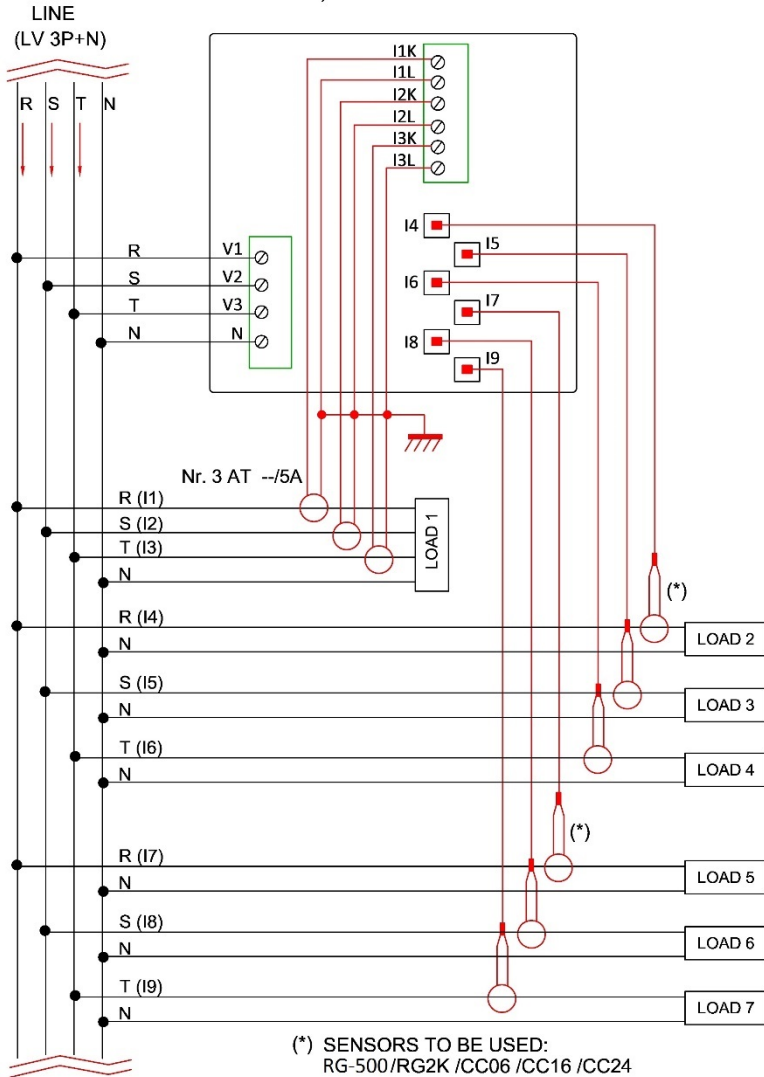 LINE
(LV 3P+N)
R S T N
I1K
I1L
I2K
I2L
I3K
I3L
I4
I5
I6
I7
I8
I9
R V1
S V2
T V3
N N
Nr. 3 AT --/5A
R (I1)
S (I2)
T (I3)
N
LOAD 1
(*)
R (I4)
N
LOAD 2
S (I5)
N
LOAD 3
T (I6)
N
LOAD 4
(*)
R (I7)
N
LOAD 5
S (I8)
N
LOAD 6
T (I9)
N
LOAD 7
(*) SENSORS TO BE USED:
RG-500/RG2K /CC06 /CC16 /CC24